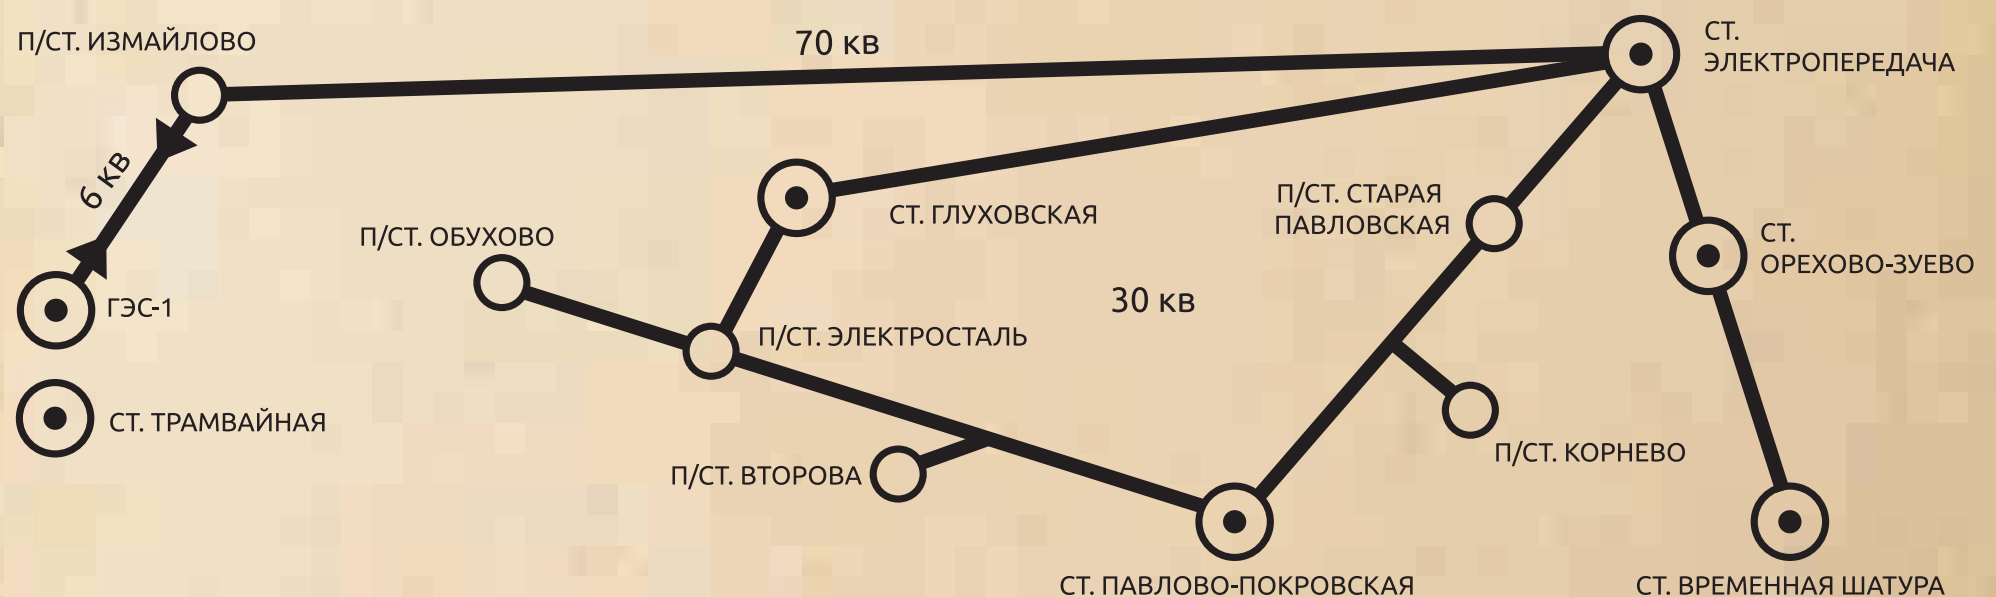 П/СТ. ИЗМАЙЛОВО
70 кв
СТ.
ЭЛЕКТРОПЕРЕДАЧА
6 кв
П/СТ. СТАРАЯ
ПАВЛОВСКАЯ
СТ. ГЛУХОВСКАЯ
П/СТ. ОБУХОВО
СТ.
ОРЕХОВО-ЗУЕВО
ГЭС-1
30 кв
П/СТ. ЭЛЕКТРОСТАЛЬ
СТ. ТРАМВАЙНАЯ
П/СТ. КОРНЕВО
П/СТ. ВТОРОВА
СТ. ПАВЛОВО-ПОКРОВСКАЯ
СТ. ВРЕМЕННАЯ ШАТУРА